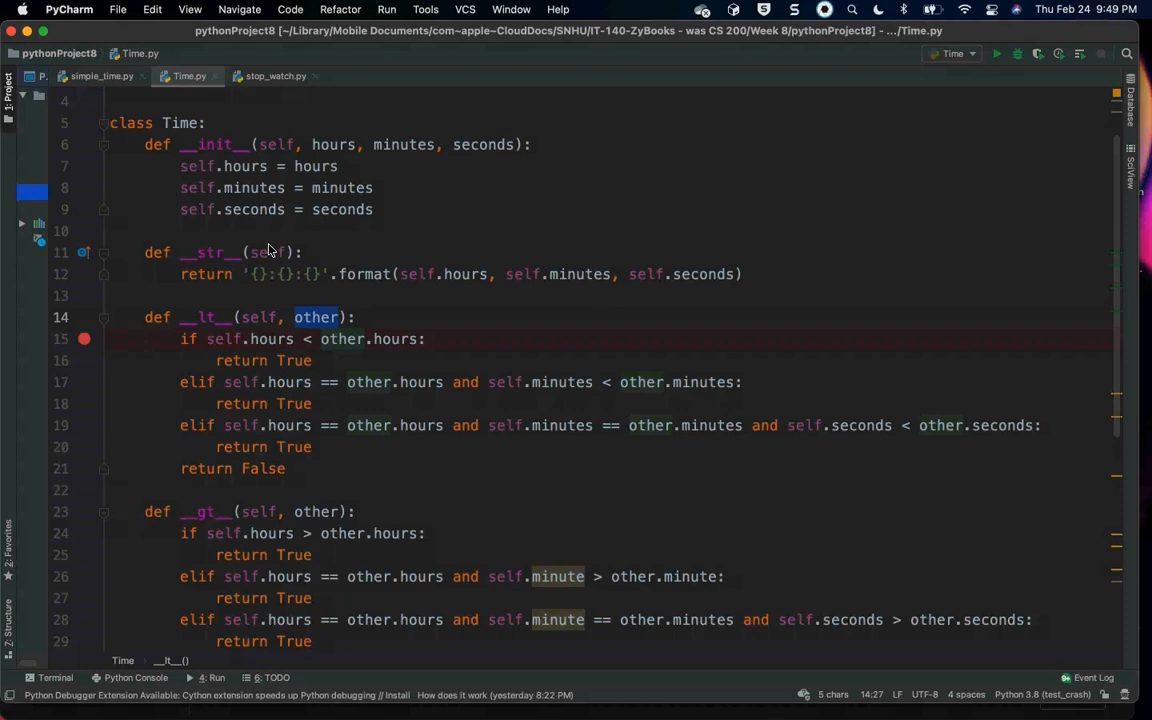 PyCharm File Edit View Navigate Code Refactor Run Tools VCS Window Help Thu Feb 24 9:49 PM
pythonProject8 [~/Library/Mobile Documents/com~apple~CloudDocs/SNHU/IT-140-ZyBooks - was CS 200/Week 8/pythonProject8] - .../Time.py
pythonProject8 Time.py Time
1: Project P. simple_time.py Time.py stop_watch.py Database
4
5 class Time:
6 def __init__(self, hours, minutes, seconds):
7 self.hours = hours
8 self.minutes = minutes
9 self.seconds = seconds
10
11 def __str__(self):
12 return '{}:{}:{}'.format(self.hours, self.minutes, self.seconds)
13
14 def __lt__(self, other):
15 if self.hours < other.hours:
16 return True
17 elif self.hours == other.hours and self.minutes < other.minutes:
18 return True
19 elif self.hours == other.hours and self.minutes == other.minutes and self.seconds < other.seconds:
20 return True
21 return False
22
23 def __gt__(self, other):
24 if self.hours > other.hours:
25 return True
26 elif self.hours == other.hours and self.minute > other.minute:
27 return True
28 elif self.hours == other.hours and self.minute == other.minutes and self.seconds > other.seconds:
29 return True
SciView
2: Favorites
Z: Structure
Time __lt__()
Terminal Python Console 4: Run 6: TODO Event Log
Python Debugger Extension Available: Cython extension speeds up Python debugging // Install How does it work (yesterday 8:22 PM) 5 chars 14:27 LF UTF-8 4 spaces Python 3.8 (test_crash)